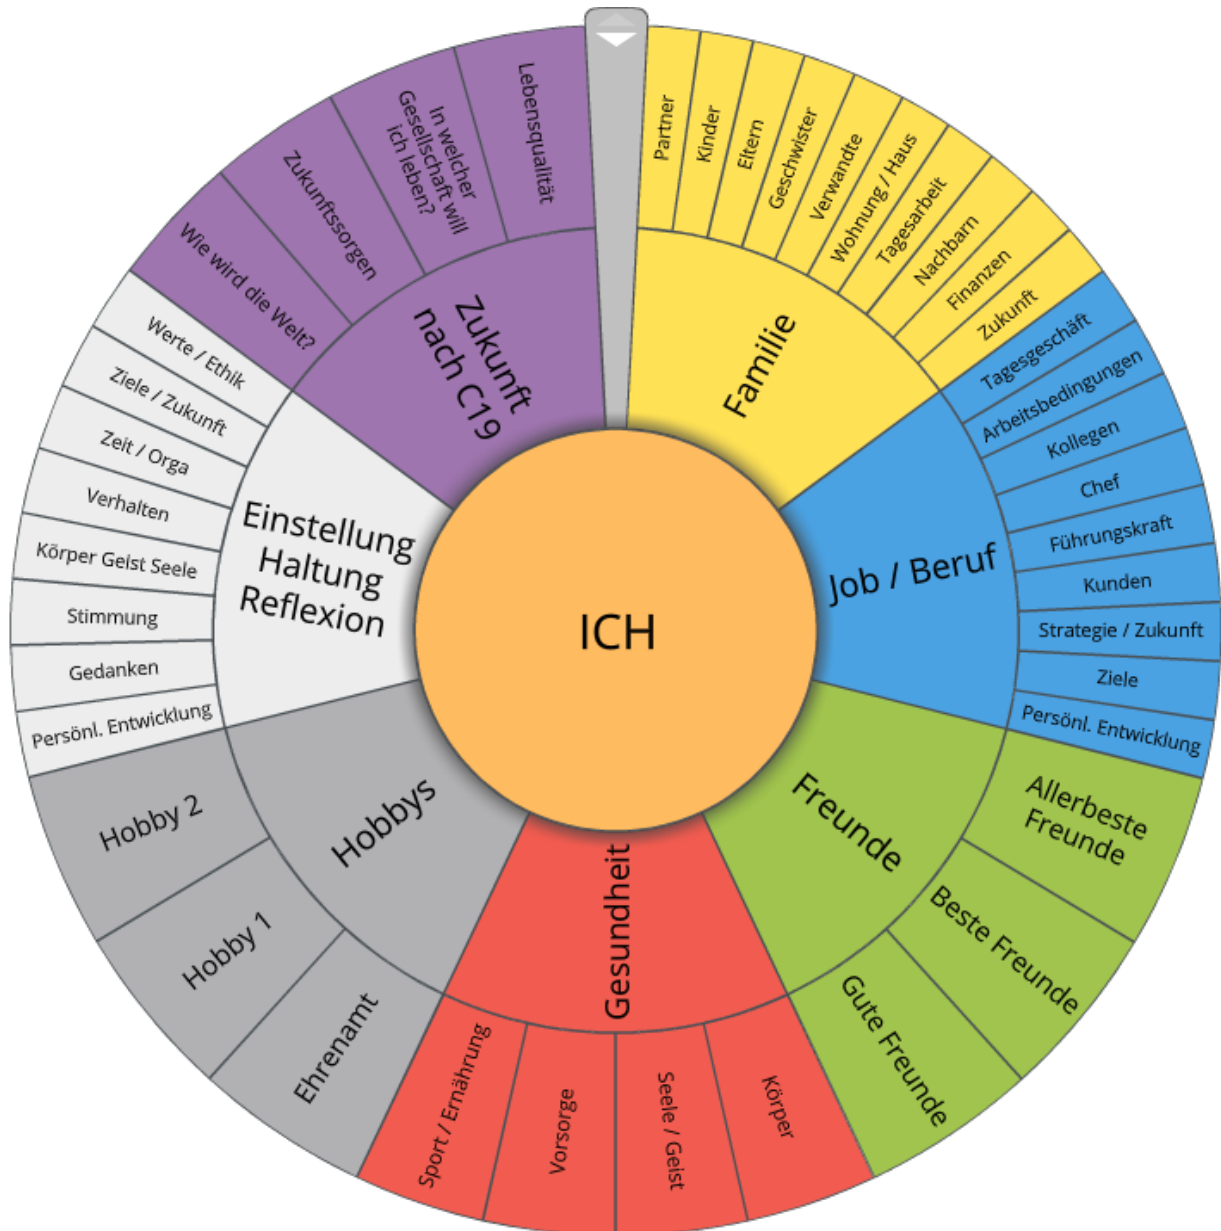 ICH
Familie
Partner
Kinder
Eltern
Geschwister
Verwandte
Wohnung / Haus
Tagesarbeit
Nachbarn
Finanzen
Zukunft
Job / Beruf
Tagesgeschäft
Arbeitsbedingungen
Kollegen
Chef
Führungskraft
Kunden
Strategie / Zukunft
Ziele
Persönl. Entwicklung
Freunde
Allerbeste
Freunde
Beste Freunde
Gute Freunde
Gesundheit
Körper
Seele / Geist
Vorsorge
Sport / Ernährung
Hobbys
Ehrenamt
Hobby 1
Hobby 2
Einstellung
Haltung
Reflexion
Persönl. Entwicklung
Gedanken
Stimmung
Körper Geist Seele
Verhalten
Zeit / Orga
Ziele / Zukunft
Werte / Ethik
Zukunft
nach C19
Wie wird die Welt?
Zukunftssorgen
In welcher
Gesellschaft will
ich leben?
Lebensqualität